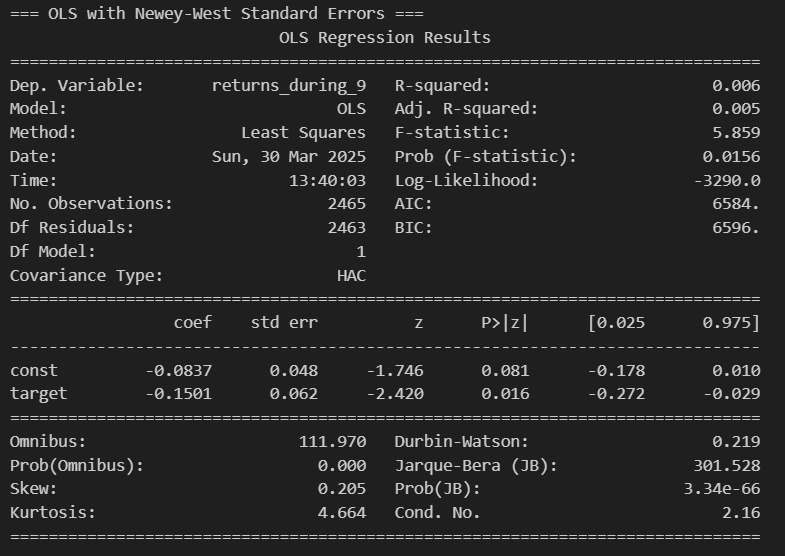 === OLS with Newey-West Standard Errors ===
                            OLS Regression Results
==============================================================================
Dep. Variable:       returns_during_9   R-squared:                       0.006
Model:                            OLS   Adj. R-squared:                  0.005
Method:                 Least Squares   F-statistic:                     5.859
Date:                Sun, 30 Mar 2025   Prob (F-statistic):             0.0156
Time:                        13:40:03   Log-Likelihood:                -3290.0
No. Observations:                2465   AIC:                             6584.
Df Residuals:                    2463   BIC:                             6596.
Df Model:                           1
Covariance Type:                  HAC
==============================================================================
                 coef    std err          z      P>|z|      [0.025      0.975]
------------------------------------------------------------------------------
const         -0.0837      0.048     -1.746      0.081      -0.178       0.010
target        -0.1501      0.062     -2.420      0.016      -0.272      -0.029
==============================================================================
Omnibus:                      111.970   Durbin-Watson:                   0.219
Prob(Omnibus):                  0.000   Jarque-Bera (JB):              301.528
Skew:                           0.205   Prob(JB):                     3.34e-66
Kurtosis:                       4.664   Cond. No.                         2.16
==============================================================================